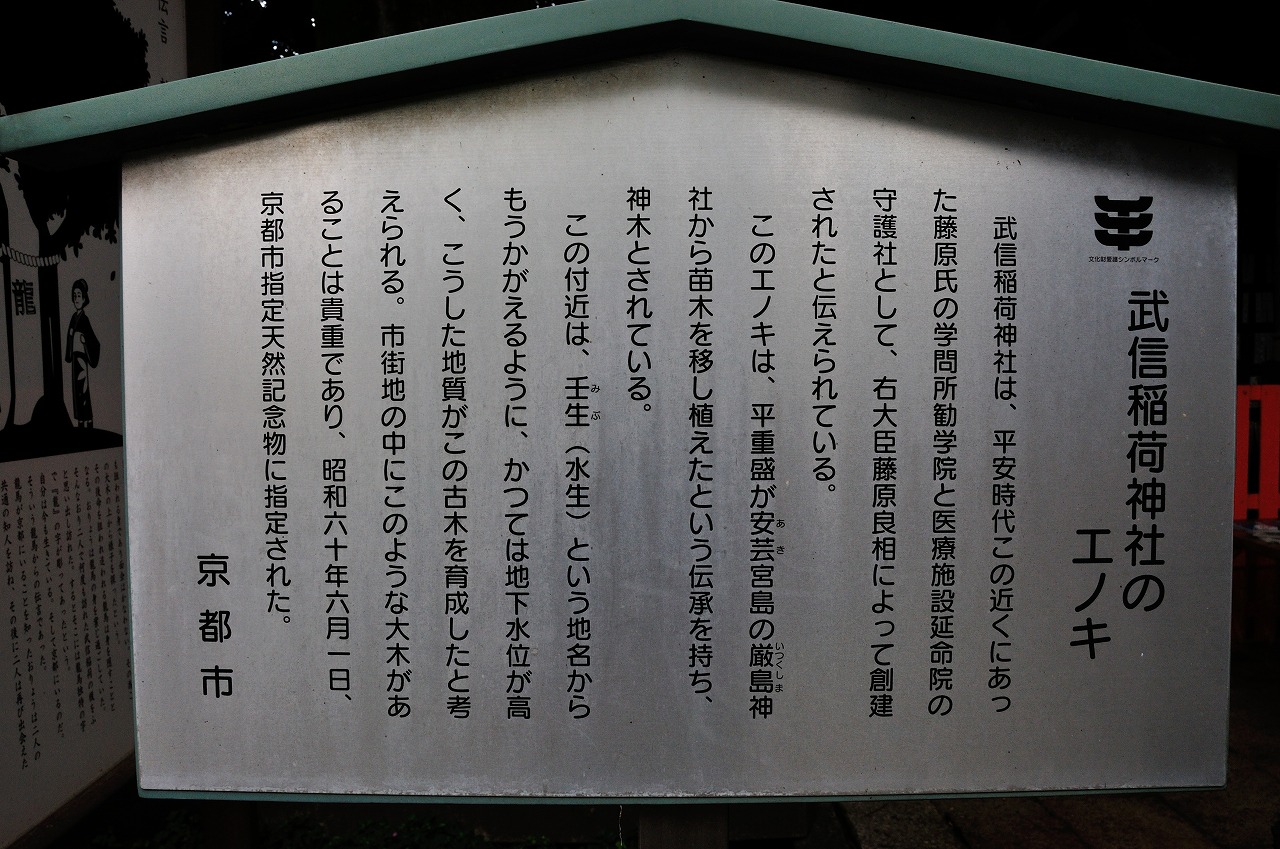 文化財愛護シンボルマーク
武信稲荷神社の
エノキ
武信稲荷神社は、平安時代この近くにあっ
た藤原氏の学問所勧学院と医療施設延命院の
守護社として、右大臣藤原良相によって創建
されたと伝えられている。
このエノキは、平重盛が安芸宮島の厳島神
あき
いつくしま
社から苗木を移し植えたという伝承を持ち、
神木とされている。
この付近は、壬生（水生）という地名から
みぶ
もうかがえるように、かつては地下水位が高
く、こうした地質がこの古木を育成したと考
えられる。市街地の中にこのような大木があ
ることは貴重であり、昭和六十年六月一日、
京都市指定天然記念物に指定された。
京都市
伝言
龍